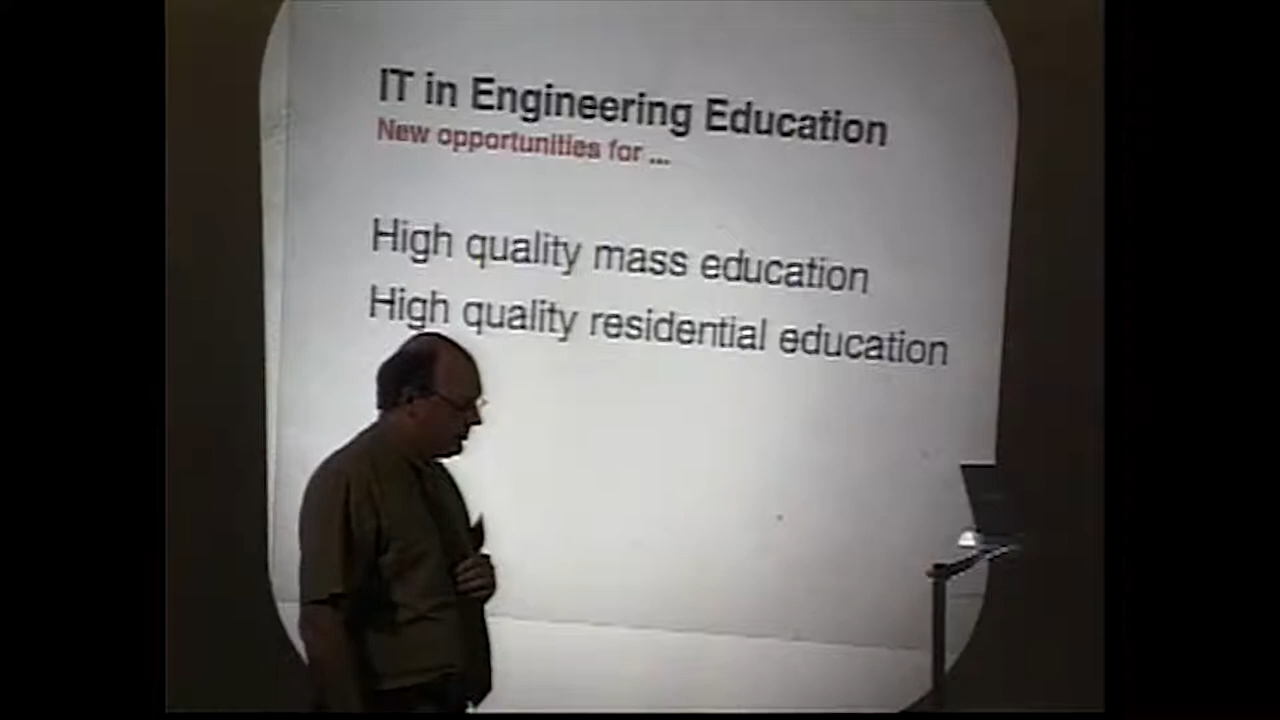 IT in Engineering Education
New opportunities for ...
High quality mass education
High quality residential education